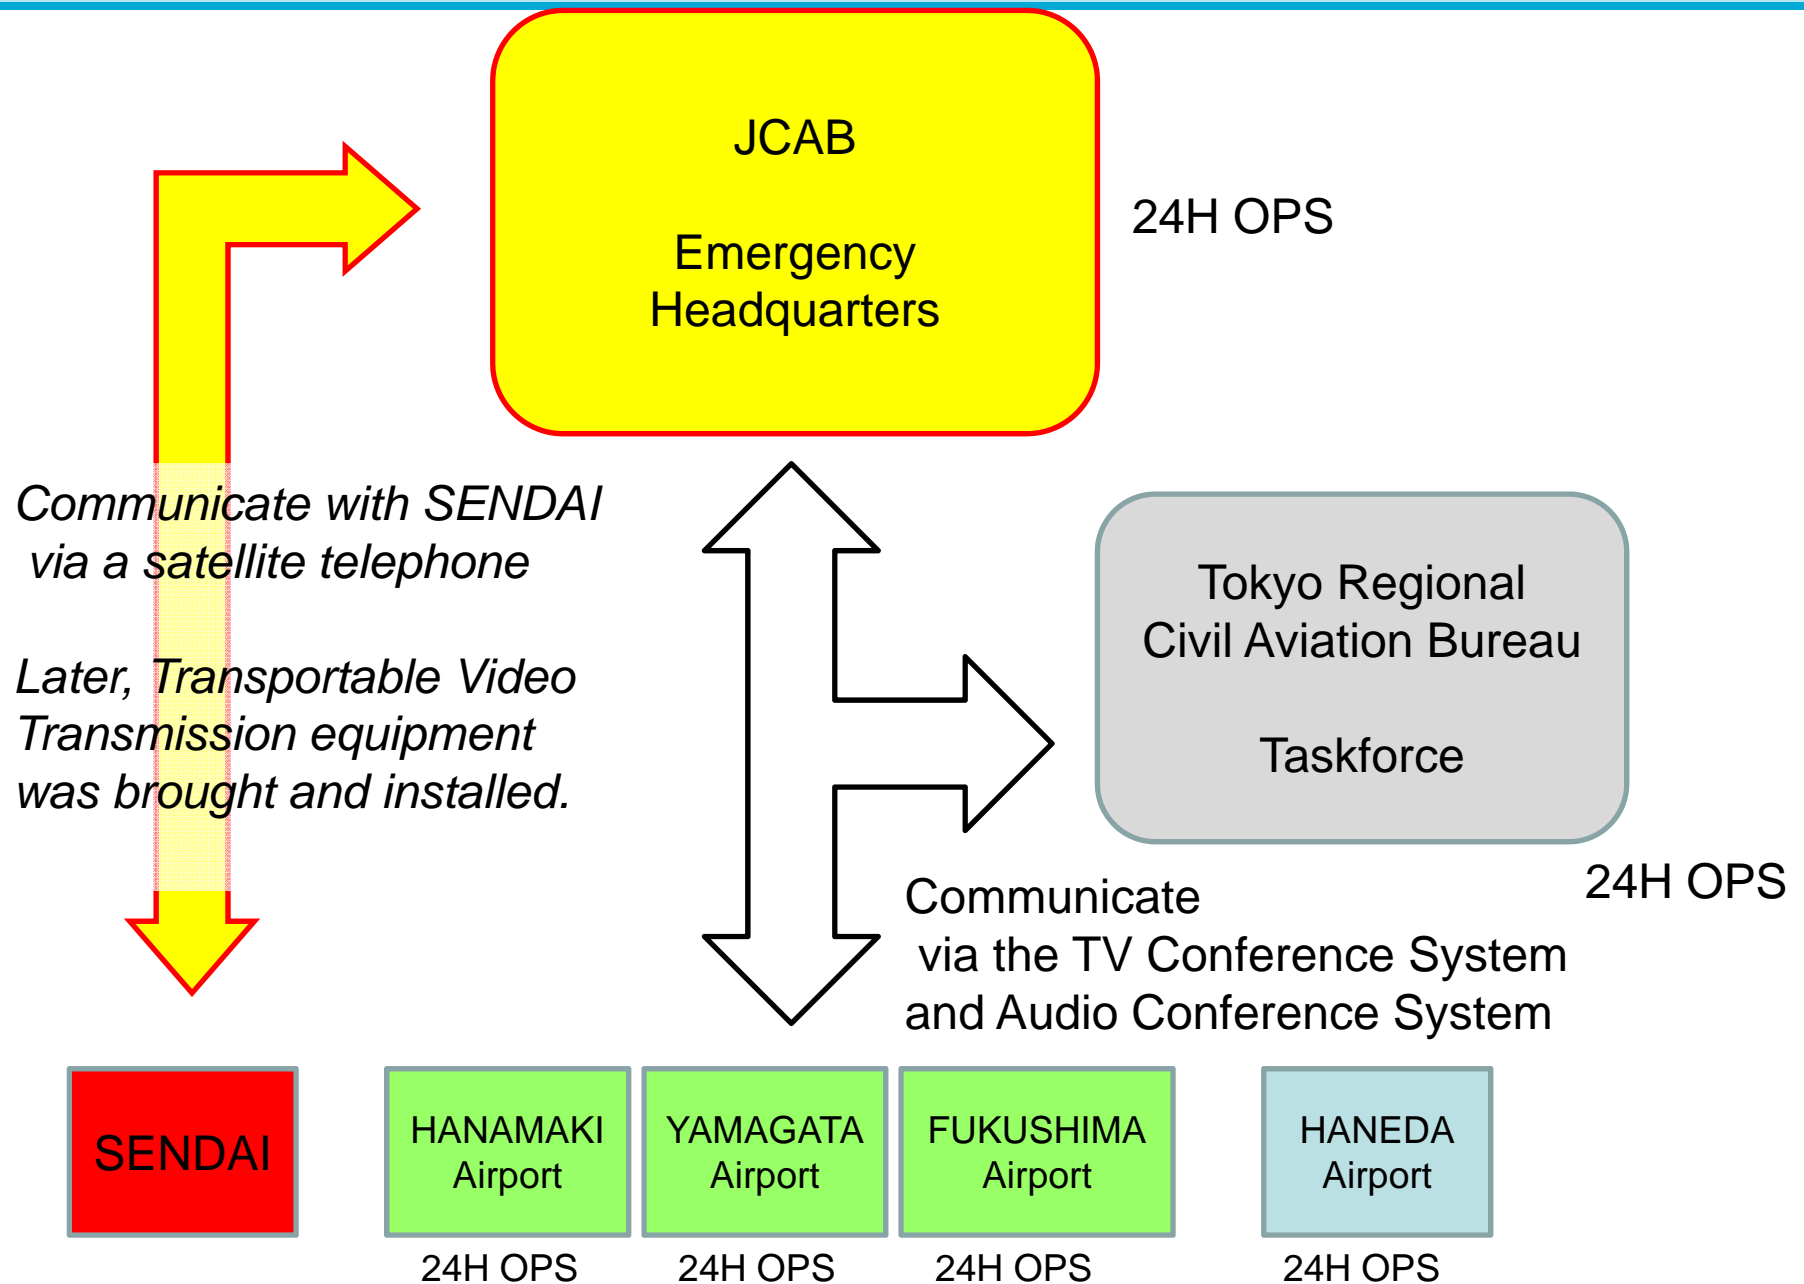 JCAB
Emergency
Headquarters
24H OPS
Communicate with SENDAI
via a satellite telephone
Later, Transportable Video
Transmission equipment
was brought and installed.
Tokyo Regional
Civil Aviation Bureau
Taskforce
24H OPS
Communicate
via the TV Conference System
and Audio Conference System
SENDAI
HANAMAKI
Airport
24H OPS
YAMAGATA
Airport
24H OPS
FUKUSHIMA
Airport
24H OPS
HANEDA
Airport
24H OPS